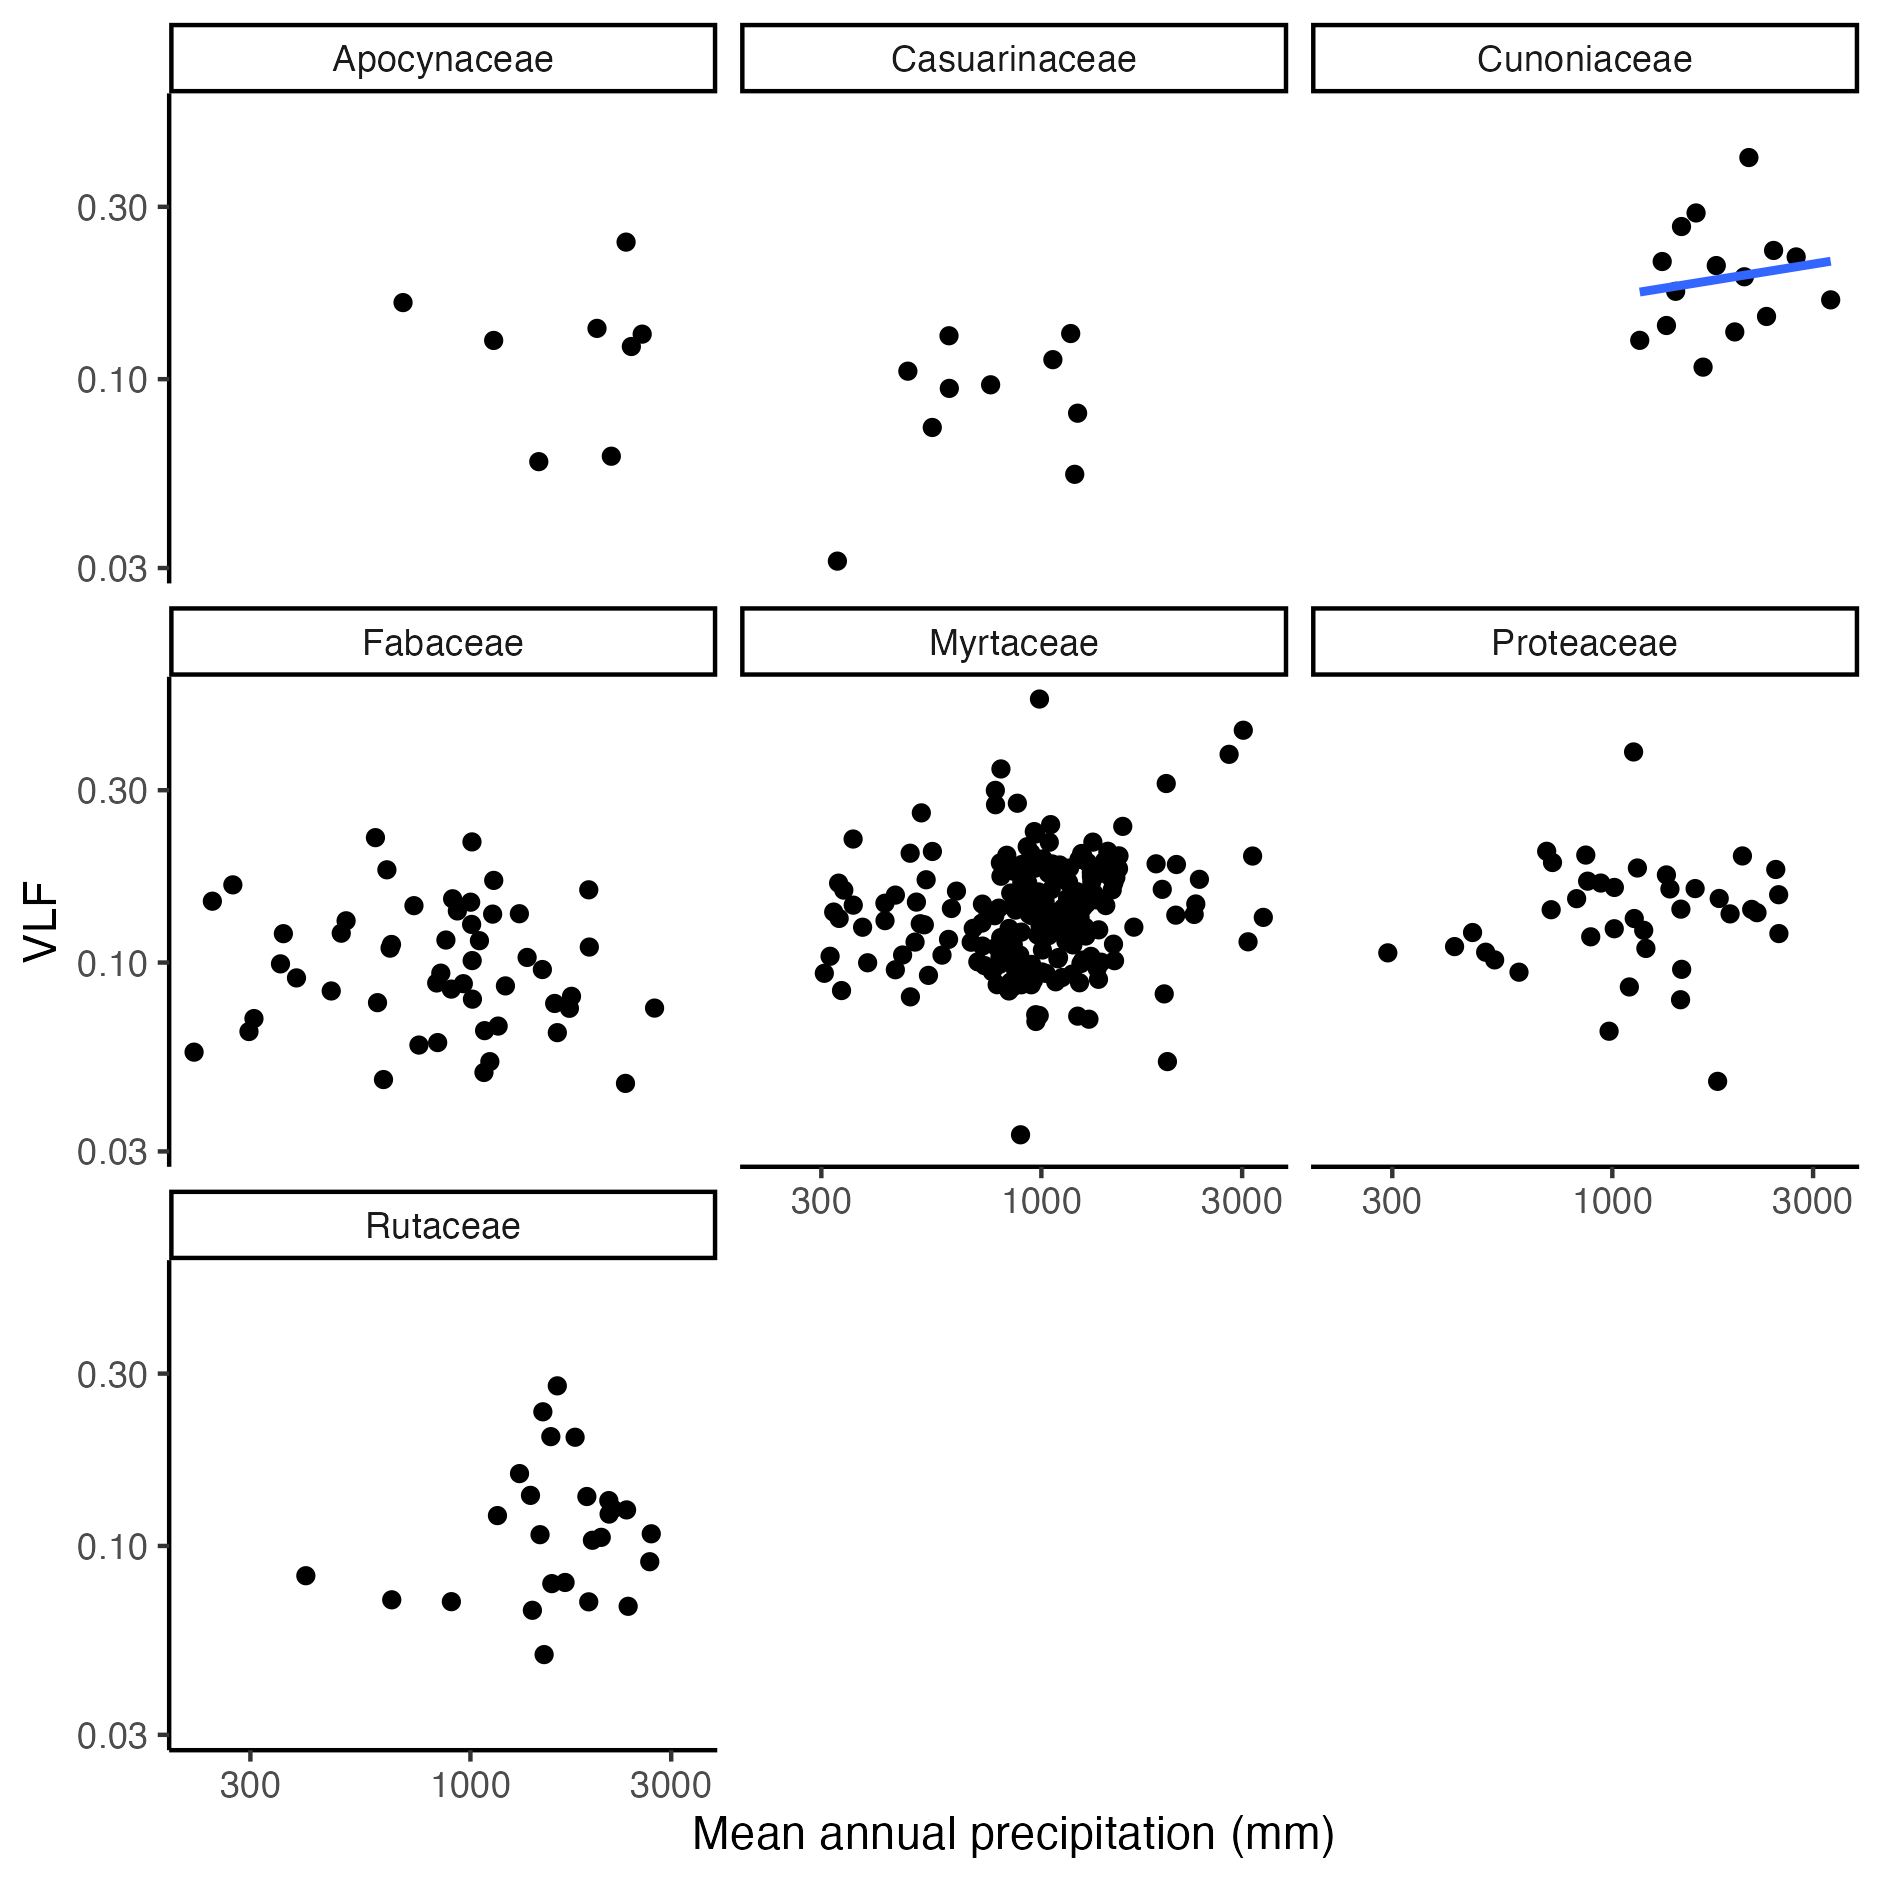 Apocynaceae
Casuarinaceae
Cunoniaceae
0.30
0.10
0.03
Fabaceae
Myrtaceae
Proteaceae
VLF
0.30
0.10
0.03
300 1000 3000
300 1000 3000
Rutaceae
0.30
0.10
0.03
300 1000 3000
Mean annual precipitation (mm)